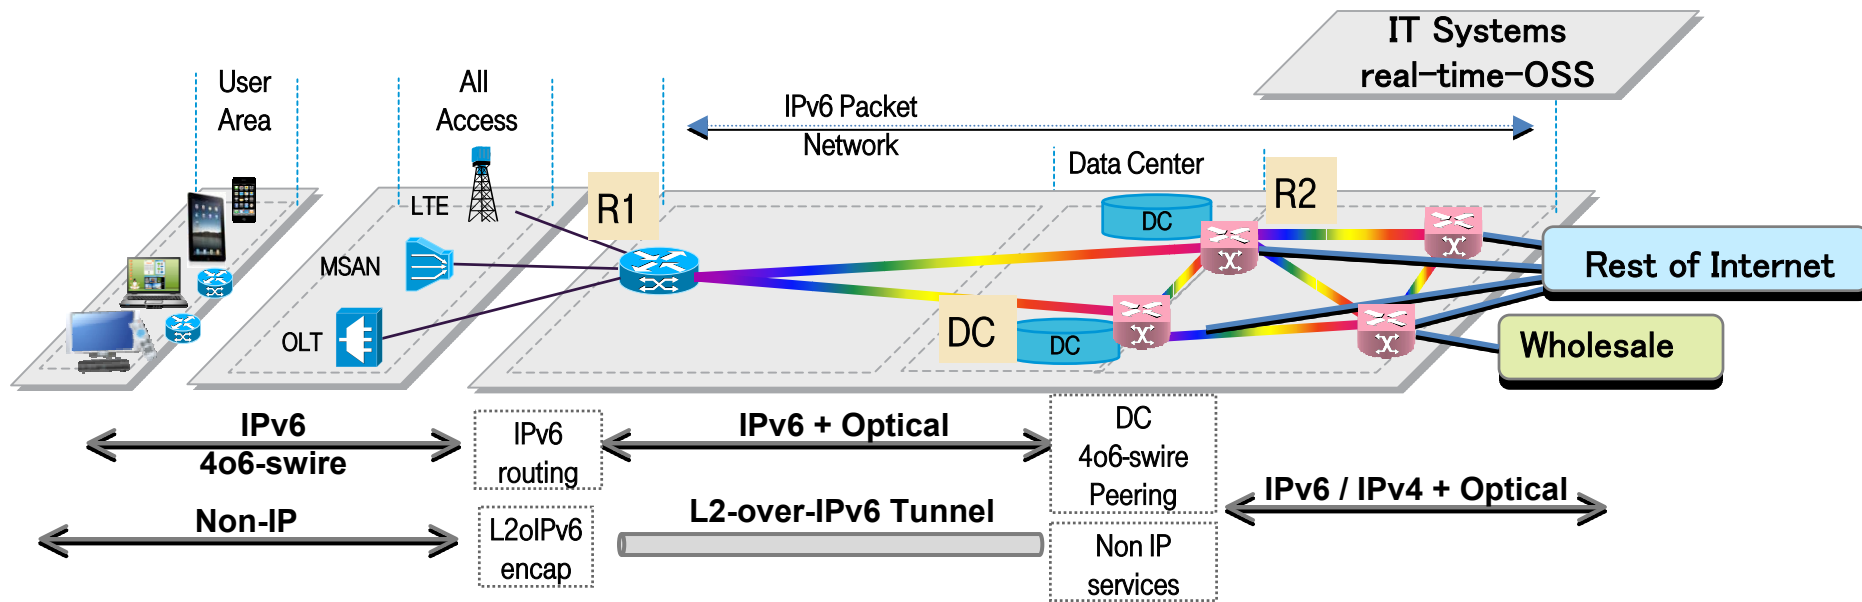 IT Systems
real-time-OSS
User
Area
All
Access
IPv6 Packet
Network
Data Center
LTE
R1
R2
DC
MSAN
Rest of Internet
OLT
DC
DC
Wholesale
IPv6
4o6-swire
IPv6
routing
IPv6 + Optical
DC
4o6-swire
Peering
IPv6 / IPv4 + Optical
Non-IP
L2oIPv6
encap
L2-over-IPv6 Tunnel
Non IP
services